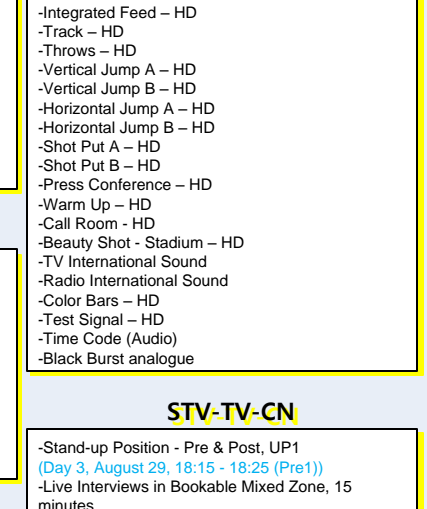 -Integrated Feed – HD
-Track – HD
-Throws – HD
-Vertical Jump A – HD
-Vertical Jump B – HD
-Horizontal Jump A – HD
-Horizontal Jump B – HD
-Shot Put A – HD
-Shot Put B – HD
-Press Conference – HD
-Warm Up – HD
-Call Room - HD
-Beauty Shot - Stadium – HD
-TV International Sound
-Radio International Sound
-Color Bars – HD
-Test Signal – HD
-Time Code (Audio)
-Black Burst analogue
STV-TV-CN
-Stand-up Position - Pre & Post, UP1
(Day 3, August 29, 18:15 - 18:25 (Pre1))
-Live Interviews in Bookable Mixed Zone, 15
minutes